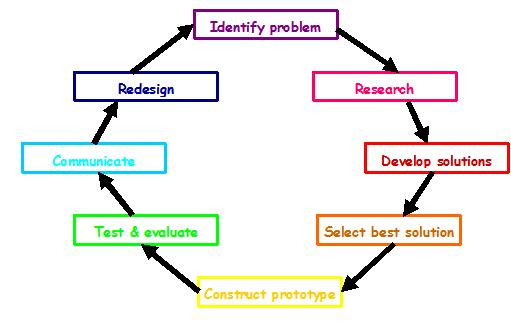 Identify problem
Research
Develop solutions
Select best solution
Construct prototype
Test & evaluate
Communicate
Redesign